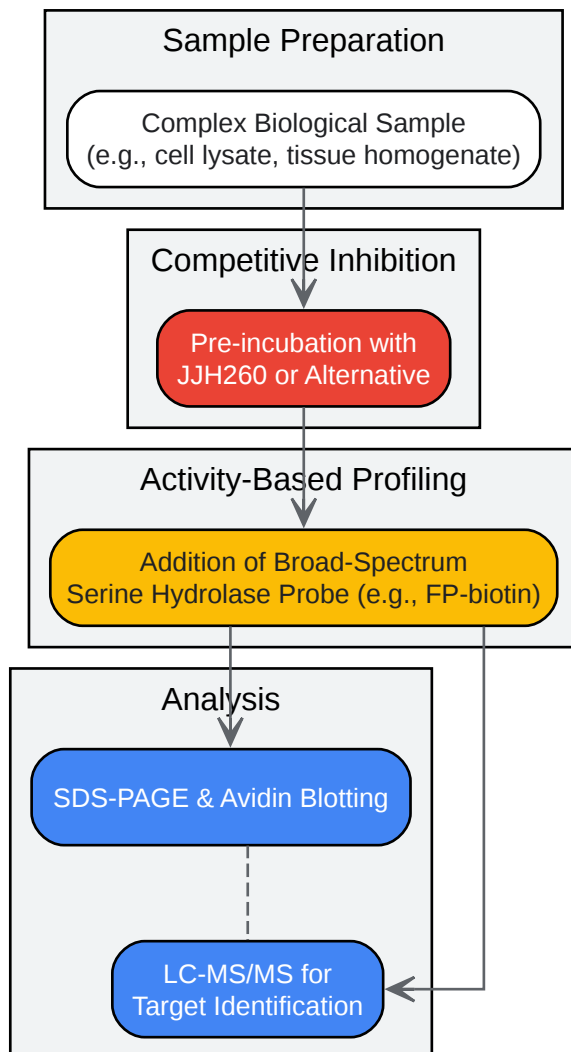 Sample Preparation
Complex Biological Sample
(e.g., cell lysate, tissue homogenate)
Competitive Inhibition
Pre-incubation with
JJH260 or Alternative
Activity-Based Profiling
Addition of Broad-Spectrum
Serine Hydrolase Probe (e.g., FP-biotin)
Analysis
SDS-PAGE & Avidin Blotting
LC-MS/MS for
Target Identification